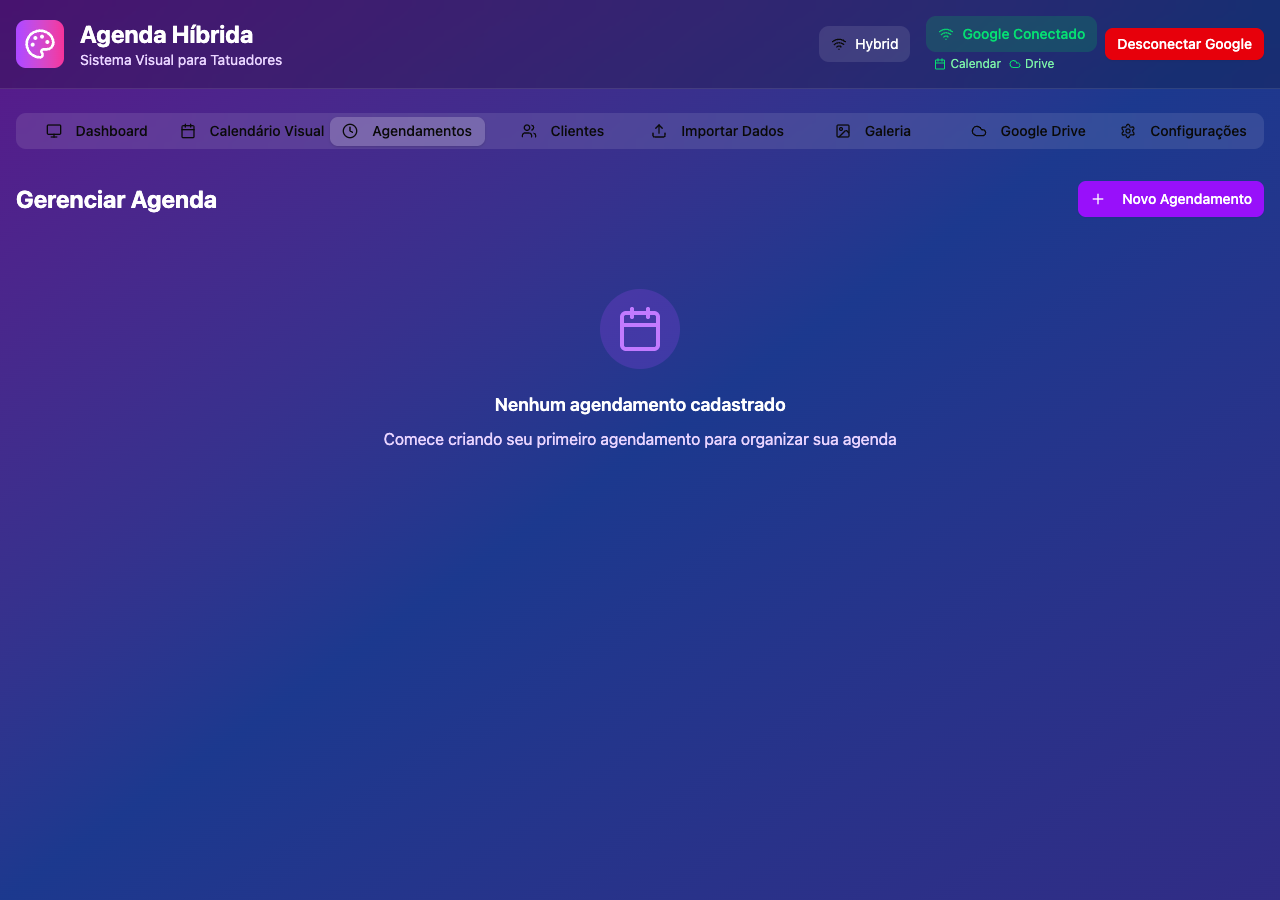 Agenda Híbrida
Sistema Visual para Tatuadores
Hybrid
Google Conectado
Calendar Drive
Desconectar Google
Dashboard Calendário Visual Agendamentos Clientes Importar Dados Galeria Google Drive Configurações
Gerenciar Agenda
Novo Agendamento
Nenhum agendamento cadastrado
Comece criando seu primeiro agendamento para organizar sua agenda